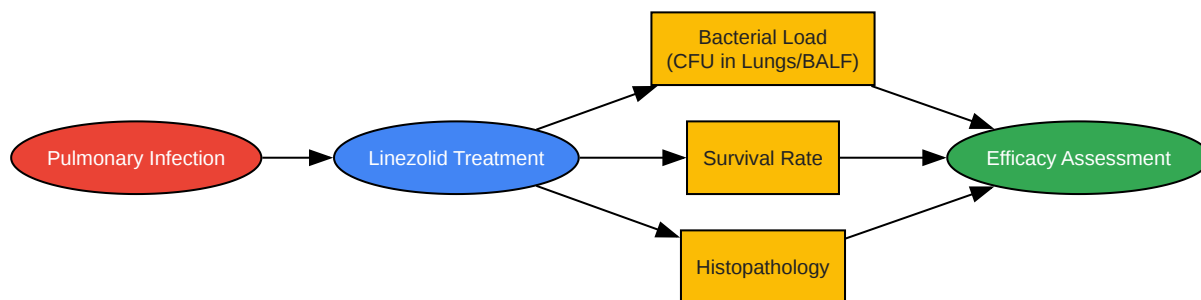 Pulmonary Infection
Linezolid Treatment
Bacterial Load
(CFU in Lungs/BALF)
Survival Rate
Histopathology
Efficacy Assessment